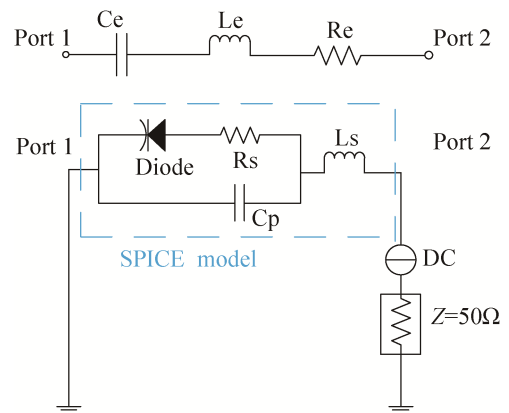 Ce
Le
Re
Port 1
Port 2
Port 1
Diode
Rs
Ls
Port 2
Cp
SPICE model
DC
Z=50Ω